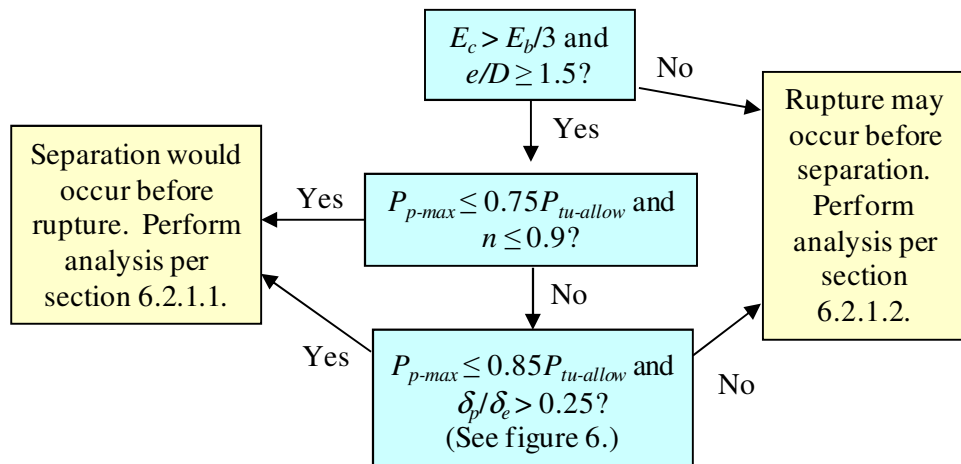 E_c > E_b/3 and
e/D ≥ 1.5?
No
Yes
Rupture may
occur before
separation.
Perform
analysis per
section
6.2.1.2.
Separation would
occur before
rupture. Perform
analysis per
section 6.2.1.1.
Yes
P_p-max ≤ 0.75P_tu-allow and
n ≤ 0.9?
No
Yes
P_p-max ≤ 0.85P_tu-allow and
δ_p/δ_e > 0.25?
(See figure 6.)
No